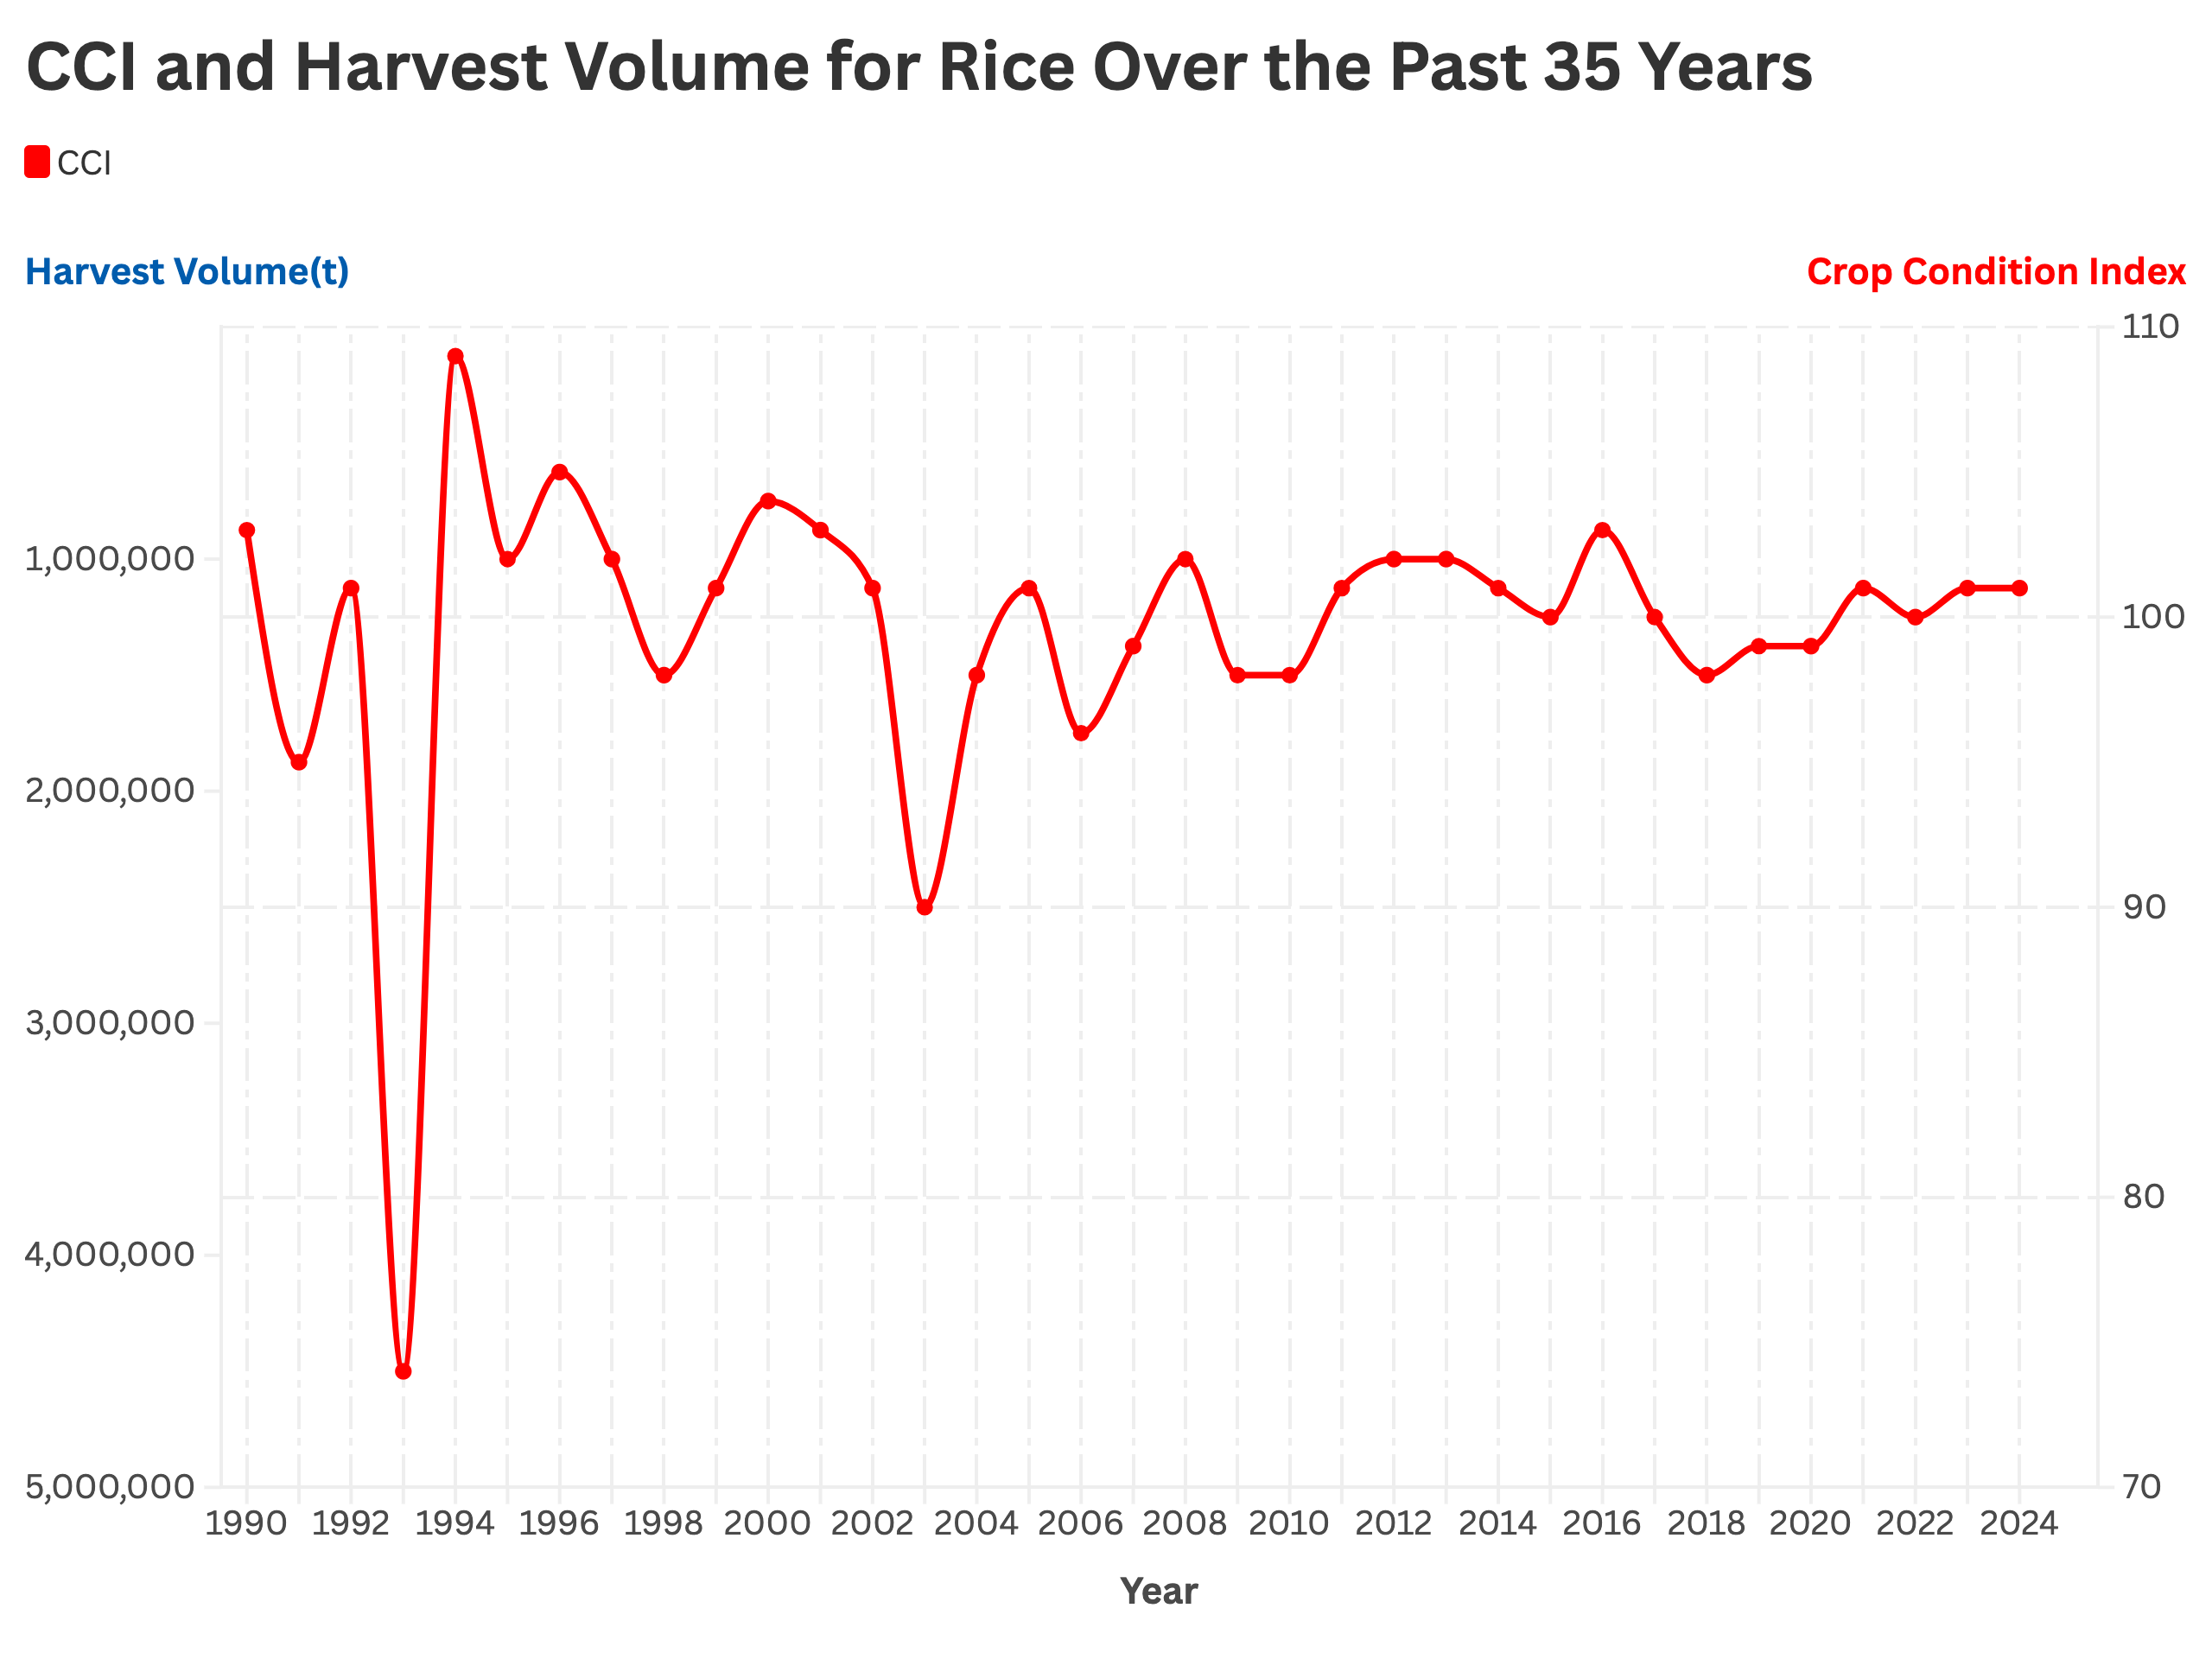 CCI and Harvest Volume for Rice Over the Past 35 Years
CCI
Harvest Volume(t)
Crop Condition Index
110
1,000,000
100
2,000,000
90
3,000,000
80
4,000,000
5,000,000
70
1990 1992 1994 1996 1998 2000 2002 2004 2006 2008 2010 2012 2014 2016 2018 2020 2022 2024
Year